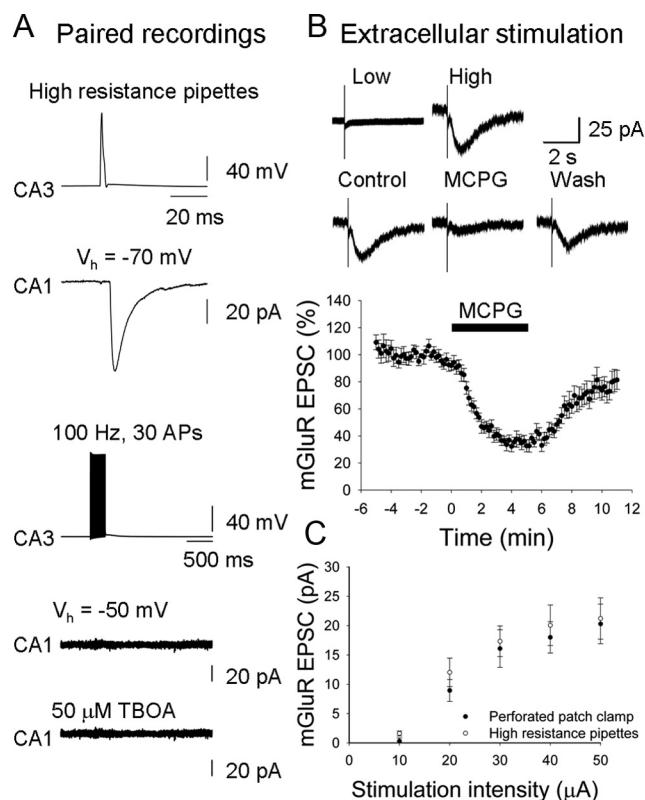 A Paired recordings
High resistance pipettes
40 mV
CA3
20 ms
Vh = -70 mV
CA1
20 pA
100 Hz, 30 APs
40 mV
CA3
500 ms
Vh = -50 mV
CA1
20 pA
50 μM TBOA
CA1
20 pA
B Extracellular stimulation
Low High
25 pA
2 s
Control MCPG Wash
MCPG
mGluR EPSC (%)
140
120
100
80
60
40
20
0
-6 -4 -2 0 2 4 6 8 10 12
Time (min)
C
mGluR EPSC (pA)
30
25
20
15
10
5
0
Perforated patch clamp
High resistance pipettes
0 10 20 30 40 50
Stimulation intensity (μA)